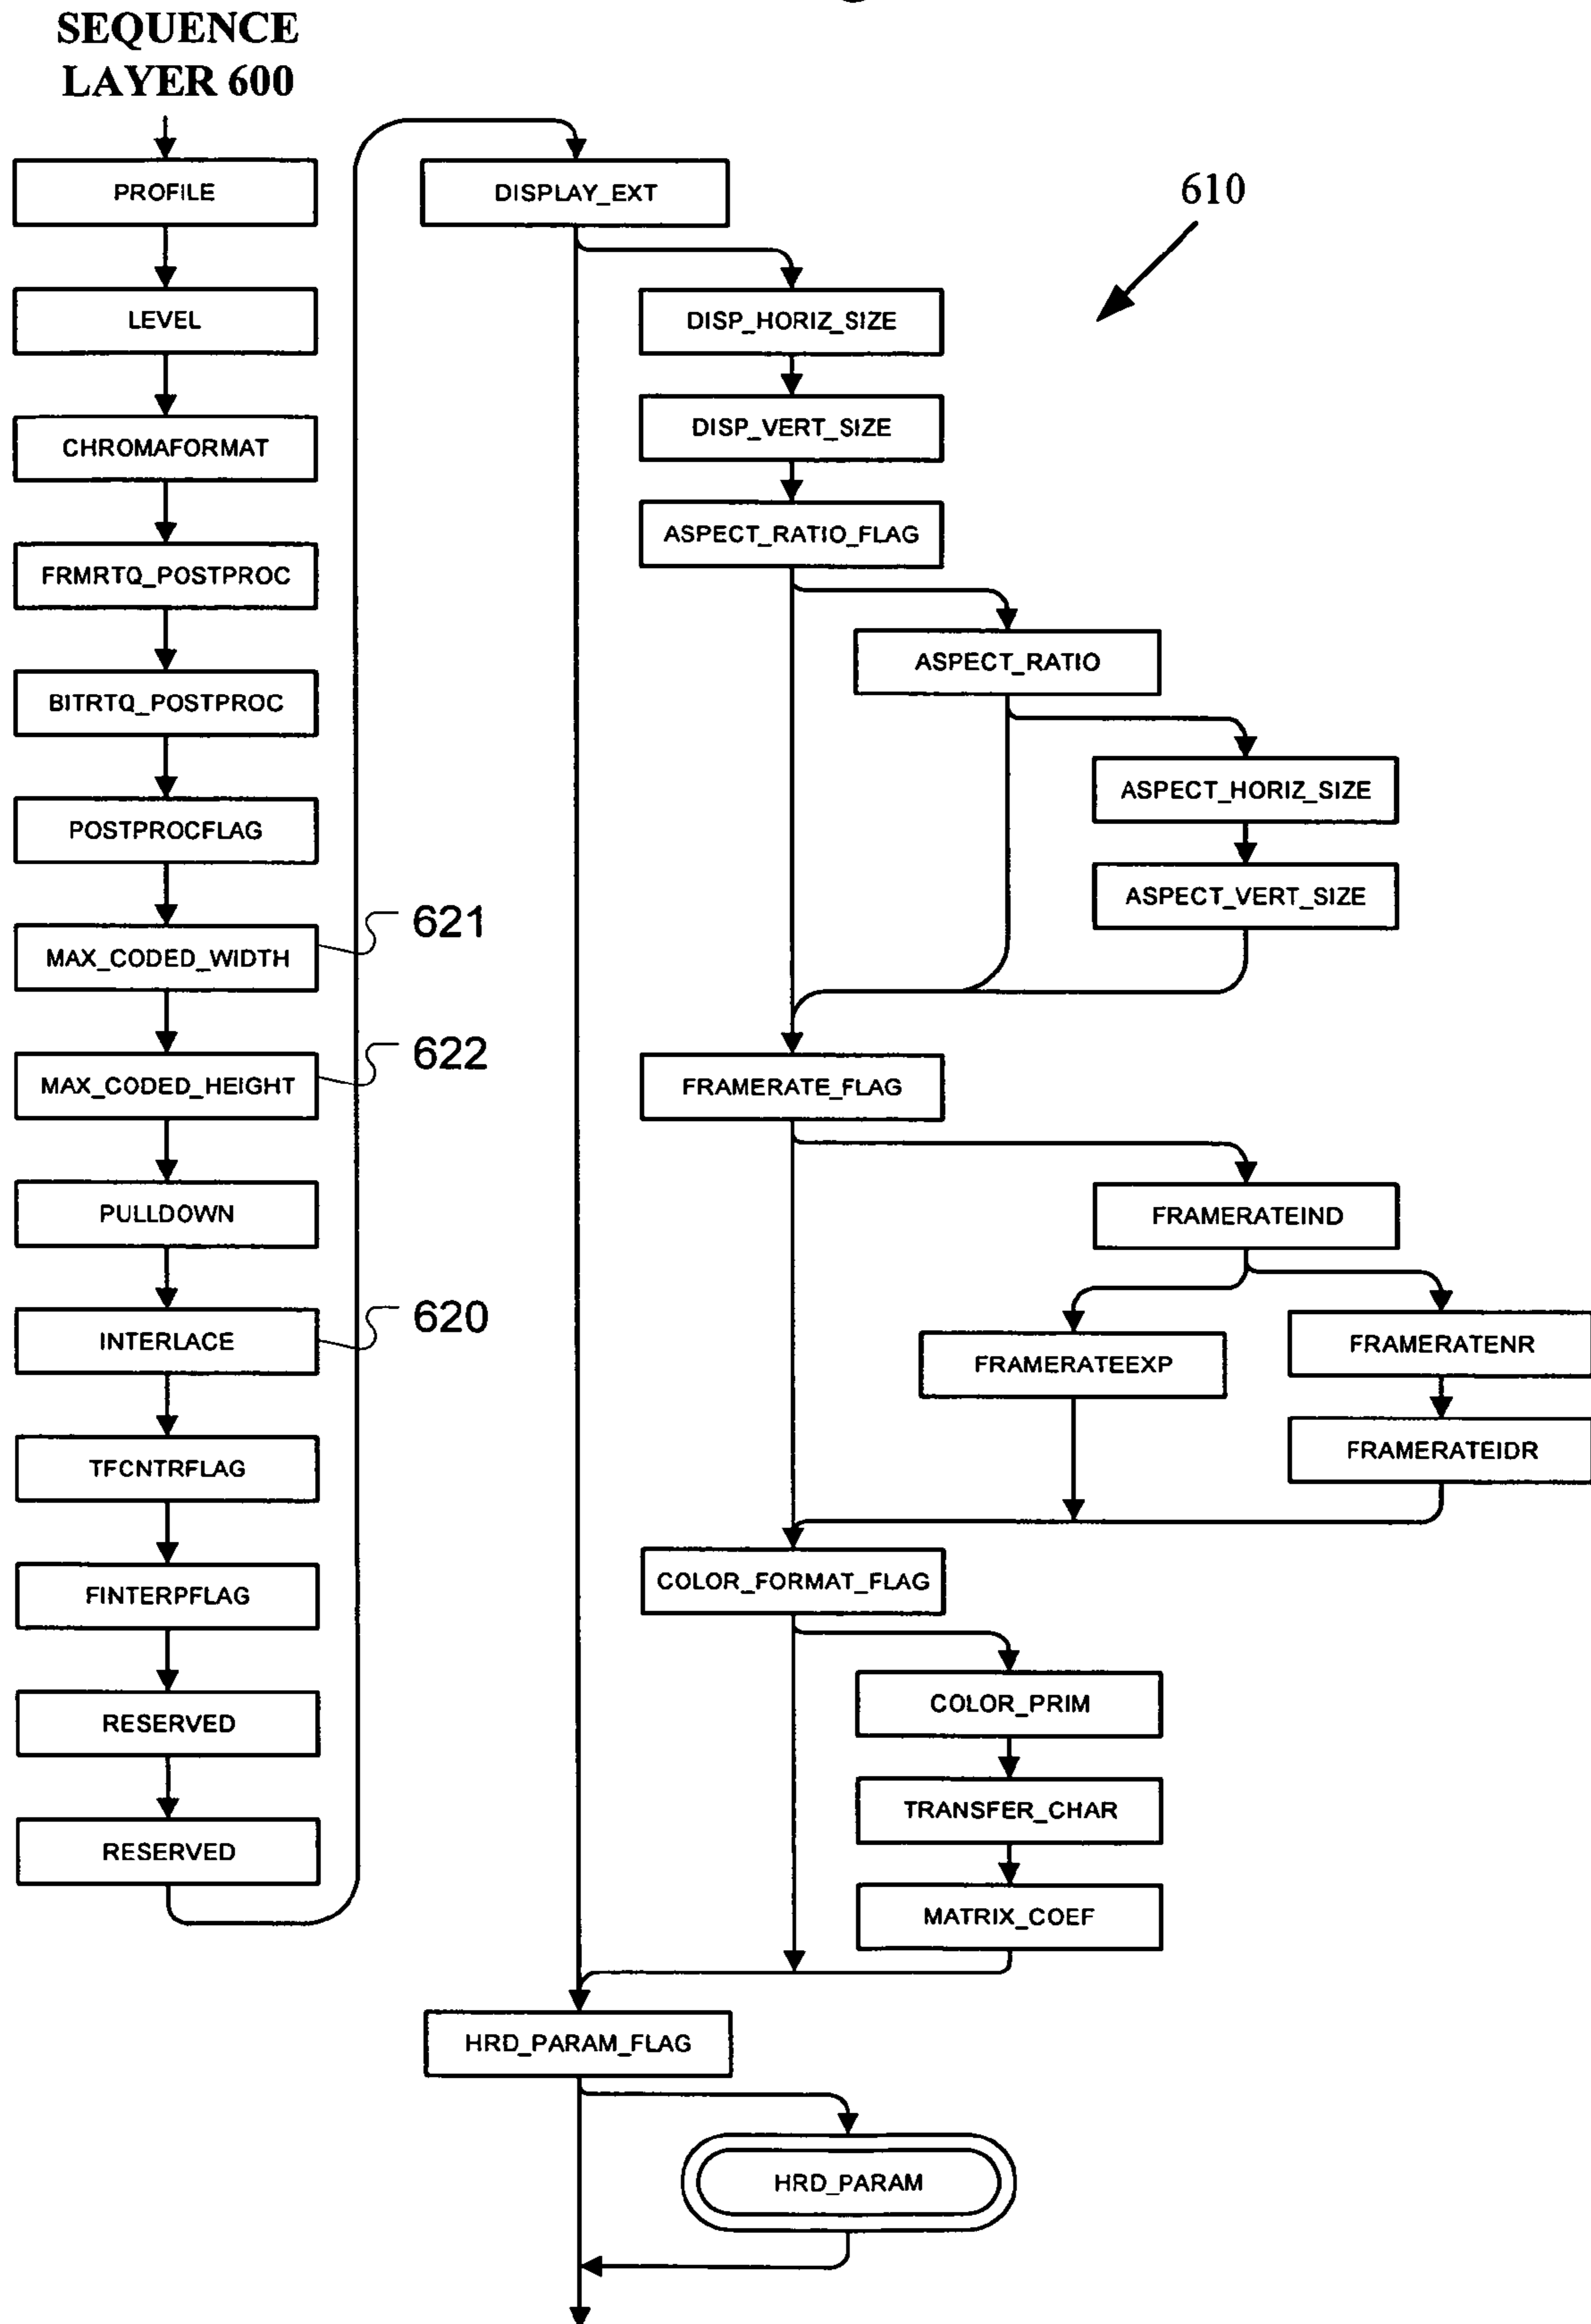 SEQUENCE
LAYER 600
PROFILE
LEVEL
CHROMAFORMAT
FRMRTQ_POSTPROC
BITRTQ_POSTPROC
POSTPROCFLAG
MAX_CODED_WIDTH
621
MAX_CODED_HEIGHT
622
PULLDOWN
INTERLACE
620
TFCNTRFLAG
FINTERPFLAG
RESERVED
RESERVED
DISPLAY_EXT
610
DISP_HORIZ_SIZE
DISP_VERT_SIZE
ASPECT_RATIO_FLAG
ASPECT_RATIO
ASPECT_HORIZ_SIZE
ASPECT_VERT_SIZE
FRAMERATE_FLAG
FRAMERATEIND
FRAMERATEEXP
FRAMERATENR
FRAMERATEIDR
COLOR_FORMAT_FLAG
COLOR_PRIM
TRANSFER_CHAR
MATRIX_COEF
HRD_PARAM_FLAG
HRD_PARAM